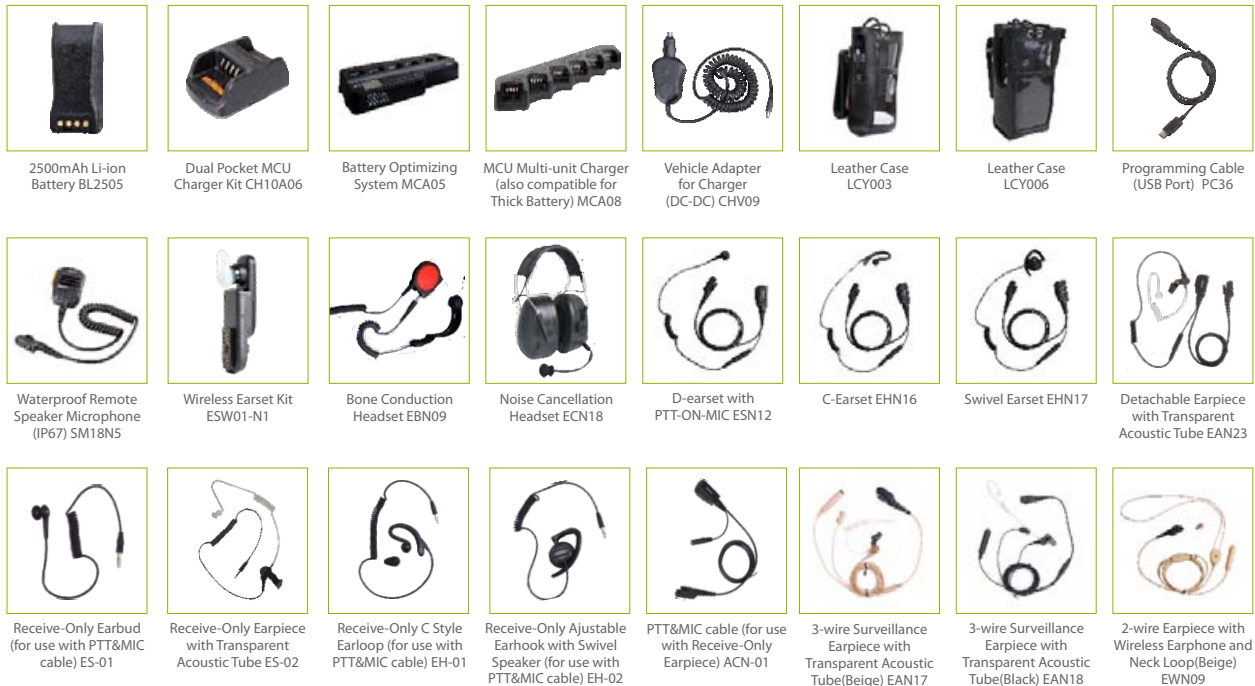 2500mAh Li-ion
Battery BL2505
Dual Pocket MCU
Charger Kit CH10A06
Battery Optimizing
System MCA05
MCU Multi-unit Charger
(also compatible for
Thick Battery) MCA08
Vehicle Adapter
for Charger
(DC-DC) CHV09
Leather Case
LCY003
Leather Case
LCY006
Programming Cable
(USB Port) PC36
Waterproof Remote
Speaker Microphone
(IP67) SM18N5
Wireless Earset Kit
ESW01-N1
Bone Conduction
Headset EBN09
Noise Cancellation
Headset ECN18
D-earset with
PTT-ON-MIC ESN12
C-Earset EHN16
Swivel Earset EHN17
Detachable Earpiece
with Transparent
Acoustic Tube EAN23
Receive-Only Earbud
(for use with PTT&MIC
cable) ES-01
Receive-Only Earpiece
with Transparent
Acoustic Tube ES-02
Receive-Only C Style
Earloop (for use with
PTT&MIC cable) EH-01
Receive-Only Ajustable
Earhook with Swivel
Speaker (for use with
PTT&MIC cable) EH-02
PTT&MIC cable (for use
with Receive-Only
Earpiece) ACN-01
3-wire Surveillance
Earpiece with
Transparent Acoustic
Tube(Beige) EAN17
3-wire Surveillance
Earpiece with
Transparent Acoustic
Tube(Black) EAN18
2-wire Earpiece with
Wireless Earphone and
Neck Loop(Beige)
EWN09